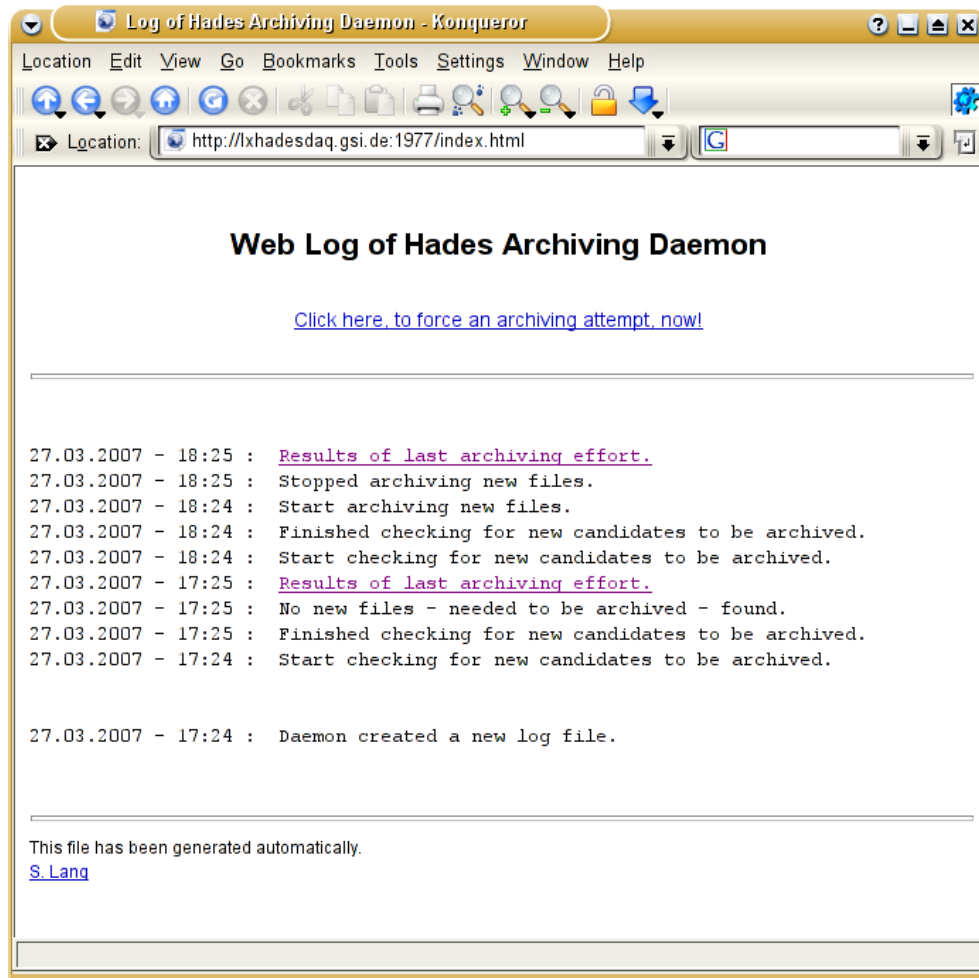 Log of Hades Archiving Daemon - Konqueror
Location Edit View Go Bookmarks Tools Settings Window Help
Location: http://lxhadesdaq.gsi.de:1977/index.html G
Web Log of Hades Archiving Daemon
Click here, to force an archiving attempt, now!
27.03.2007 - 18:25 : Results of last archiving effort.
27.03.2007 - 18:25 : Stopped archiving new files.
27.03.2007 - 18:24 : Start archiving new files.
27.03.2007 - 18:24 : Finished checking for new candidates to be archived.
27.03.2007 - 18:24 : Start checking for new candidates to be archived.
27.03.2007 - 17:25 : Results of last archiving effort.
27.03.2007 - 17:25 : No new files - needed to be archived - found.
27.03.2007 - 17:25 : Finished checking for new candidates to be archived.
27.03.2007 - 17:24 : Start checking for new candidates to be archived.
27.03.2007 - 17:24 : Daemon created a new log file.
This file has been generated automatically.
S. Lang